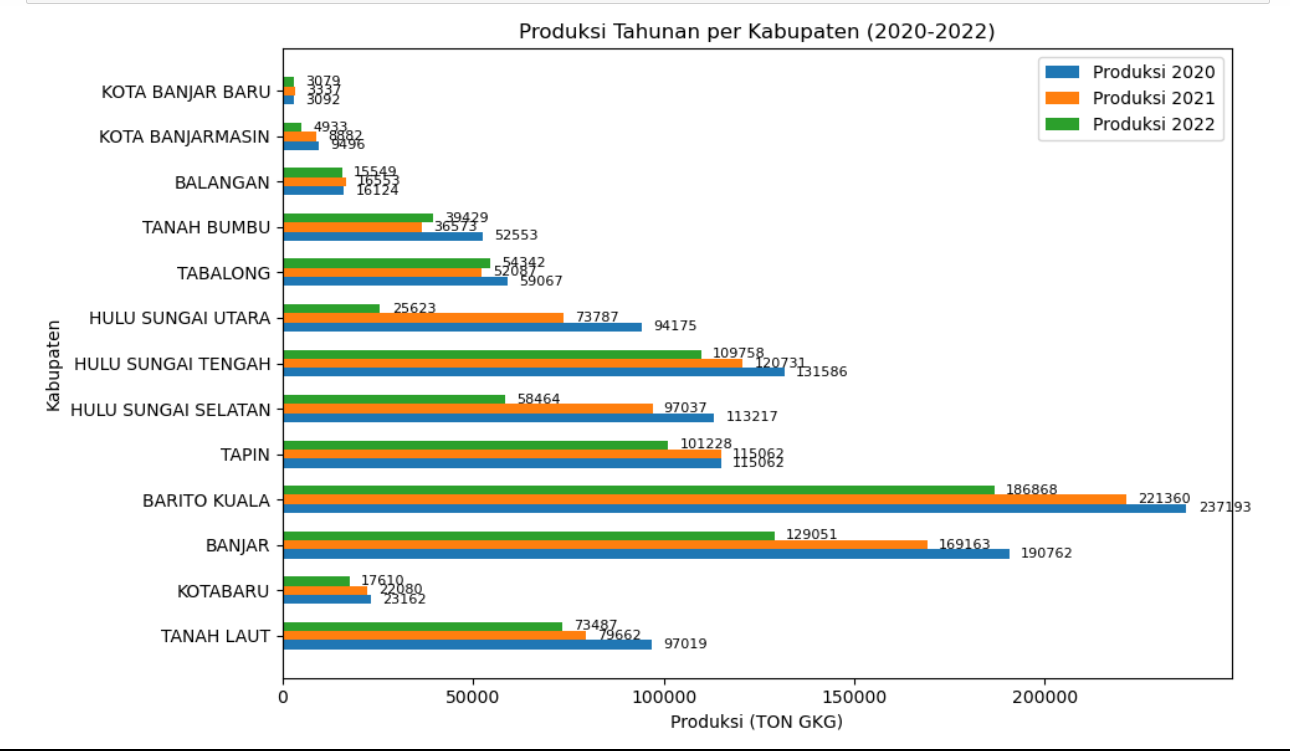 Produksi Tahunan per Kabupaten (2020-2022)
Produksi 2020
Produksi 2021
Produksi 2022
Kabupaten
KOTA BANJAR BARU
3079
3337
3092
KOTA BANJARMASIN
4933
8882
9496
BALANGAN
15549
16553
16124
TANAH BUMBU
39429
36573
52553
TABALONG
54342
52087
59067
HULU SUNGAI UTARA
25623
73787
94175
HULU SUNGAI TENGAH
109758
120731
131586
HULU SUNGAI SELATAN
58464
97037
113217
TAPIN
101228
115062
115062
BARITO KUALA
186868
221360
237193
BANJAR
129051
169163
190762
KOTABARU
17610
22080
23162
TANAH LAUT
73487
79662
97019
0 50000 100000 150000 200000
Produksi (TON GKG)